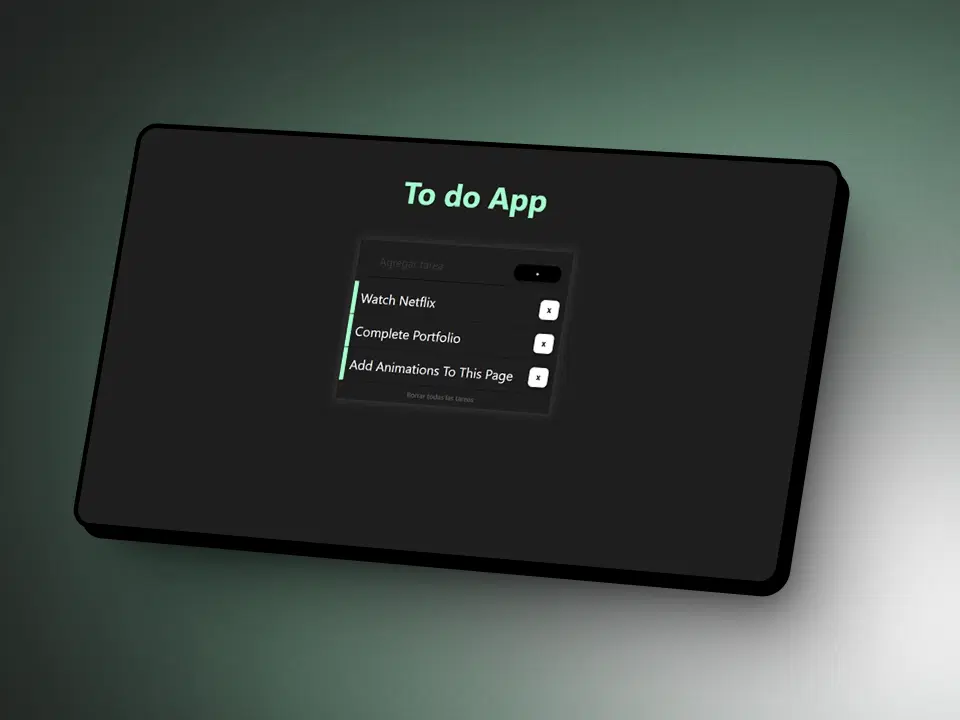 To do App
Agregar tarea
Watch Netflix
x
Complete Portfolio
x
Add Animations To This Page
x
Borrar todas las tareas